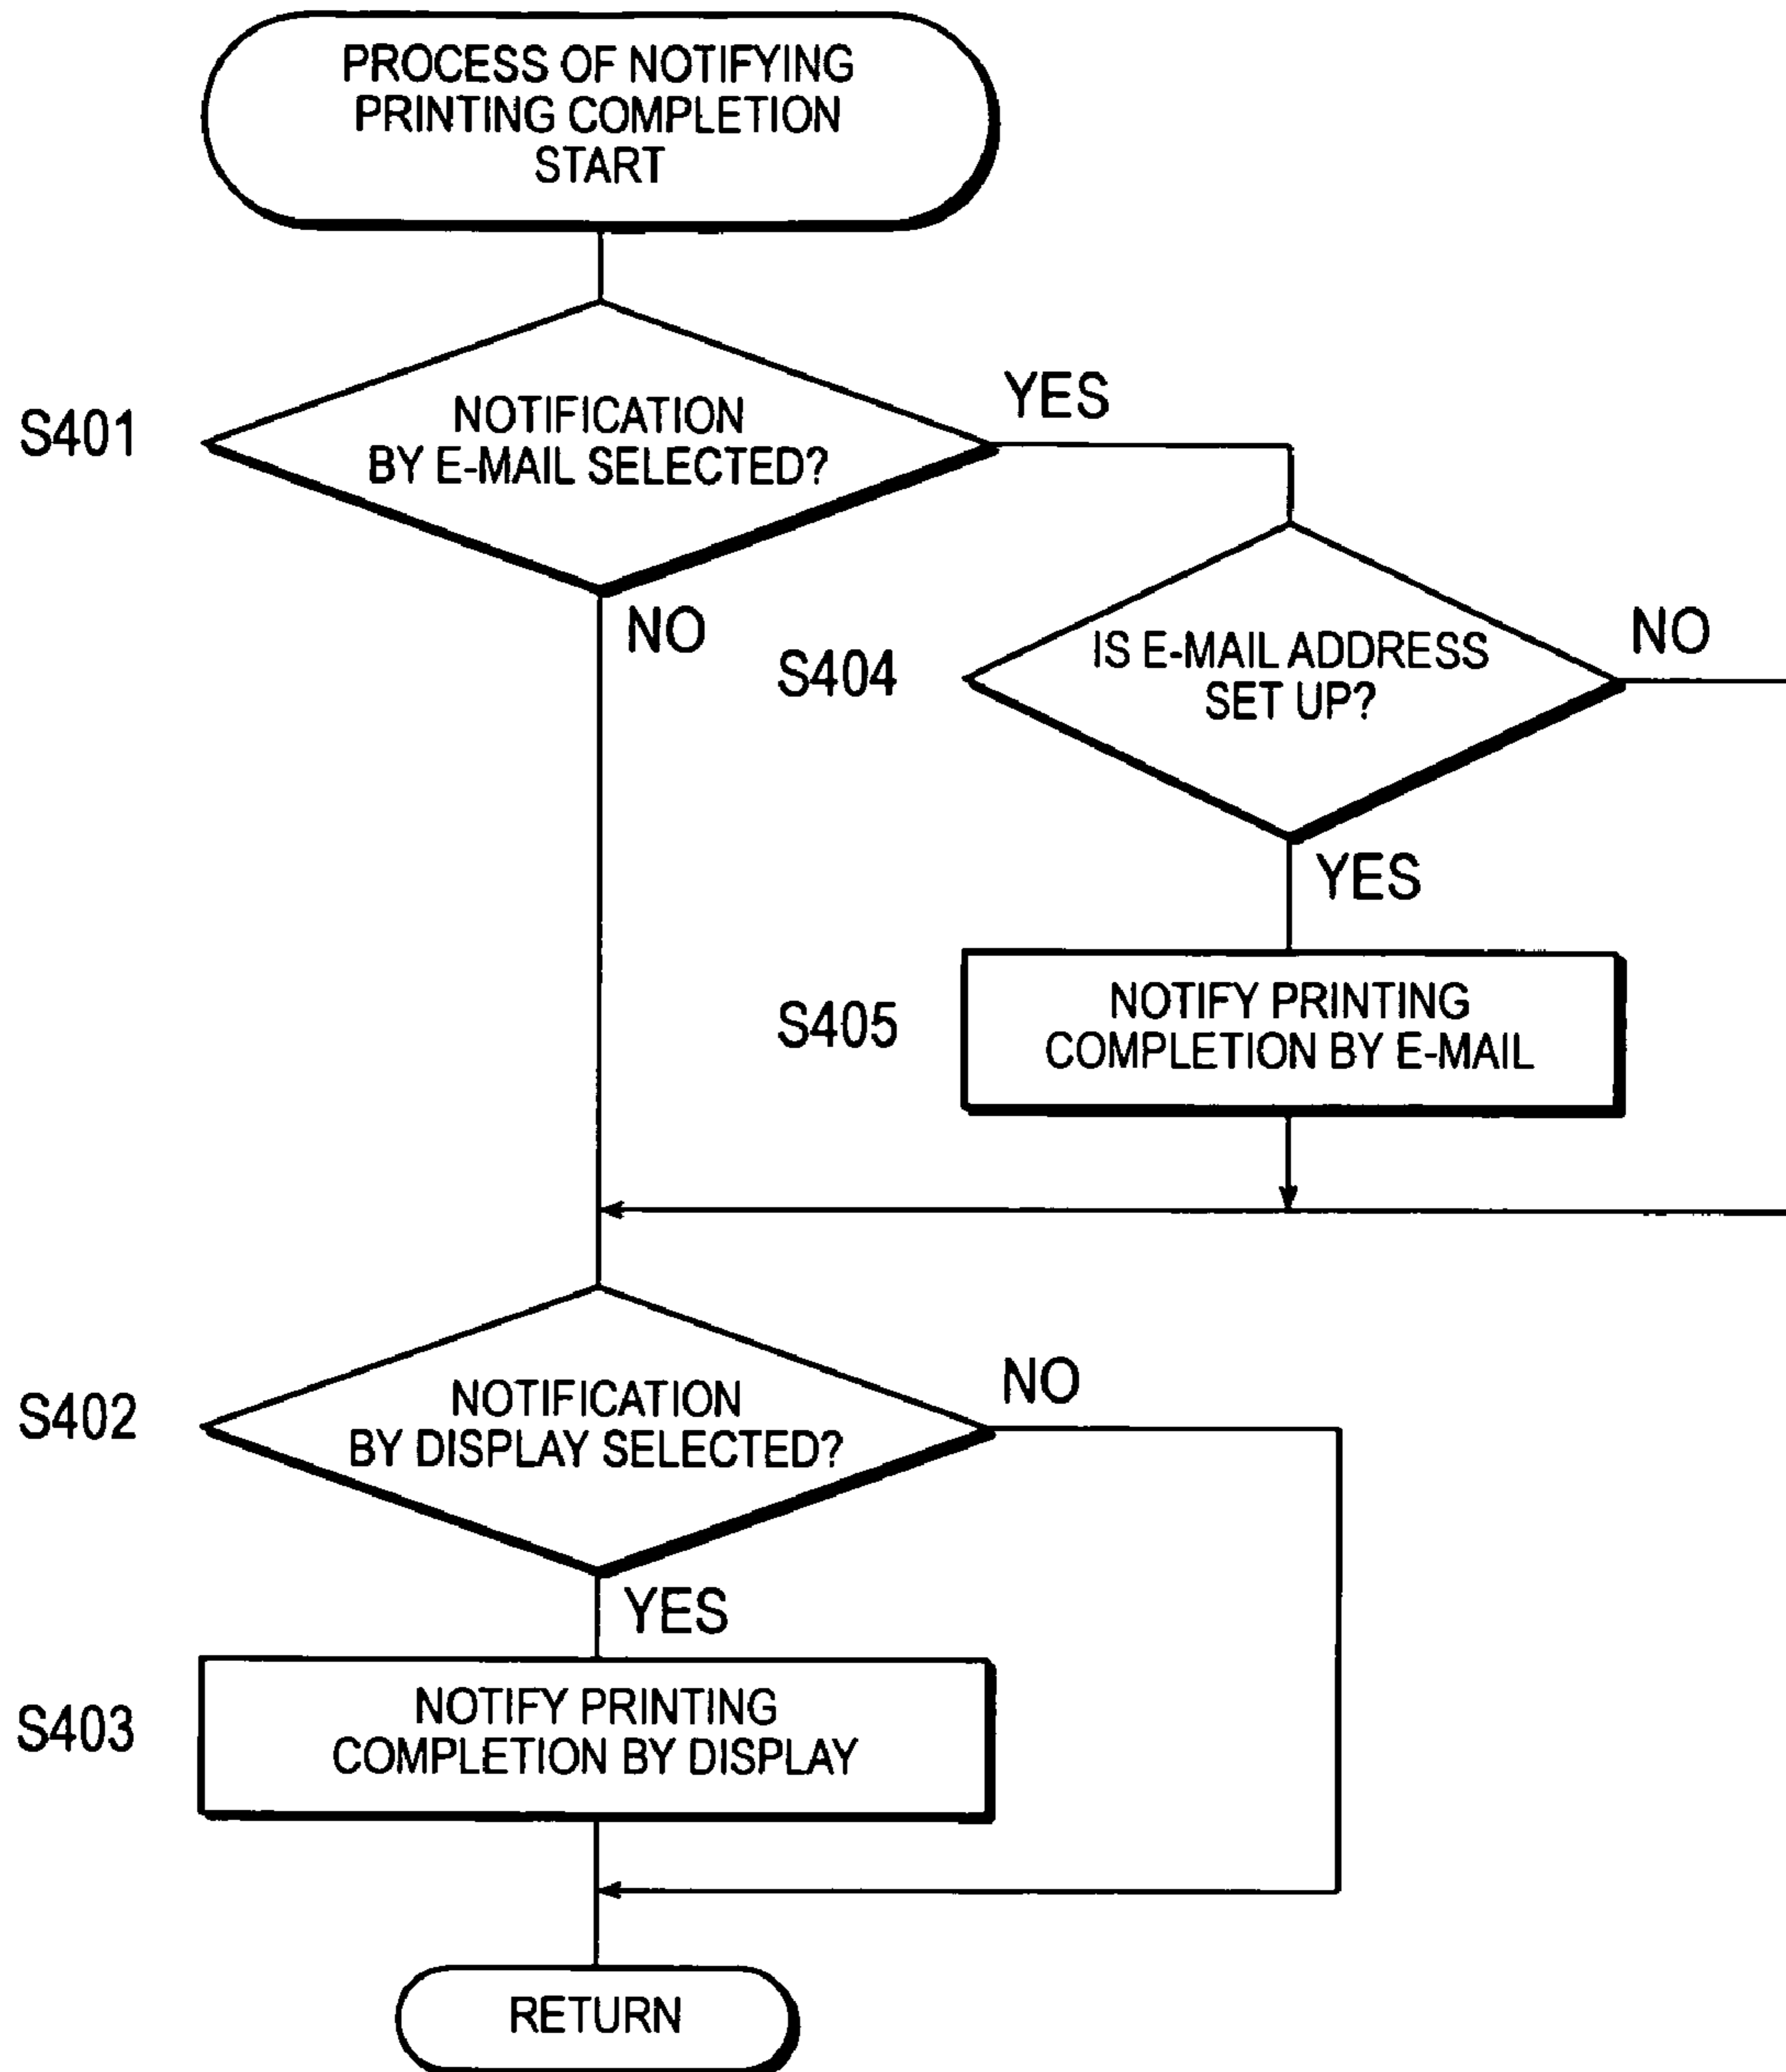 PROCESS OF NOTIFYING
PRINTING COMPLETION
START
S401
NOTIFICATION
BY E-MAIL SELECTED?
YES
NO
S404
IS E-MAIL ADDRESS
SET UP?
NO
YES
S405
NOTIFY PRINTING
COMPLETION BY E-MAIL
S402
NOTIFICATION
BY DISPLAY SELECTED?
NO
YES
S403
NOTIFY PRINTING
COMPLETION BY DISPLAY
RETURN